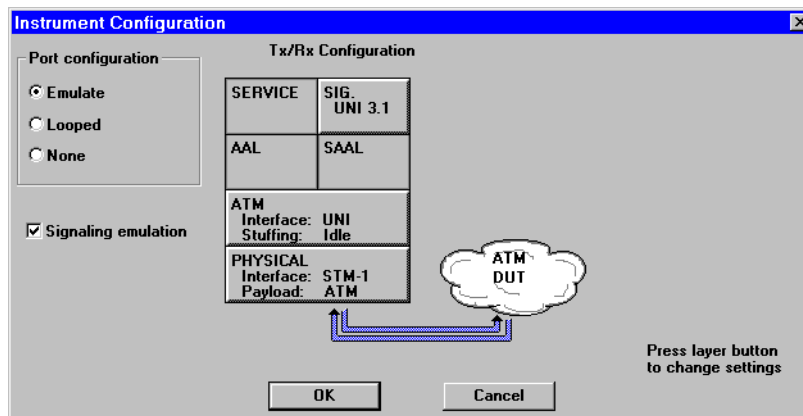 Instrument Configuration
Port configuration
Emulate
Looped
None
Signaling emulation
Tx/Rx Configuration
SERVICE
SIG.
UNI 3.1
AAL
SAAL
ATM
Interface: UNI
Stuffing: Idle
PHYSICAL
Interface: STM-1
Payload: ATM
ATM
DUT
Press layer button
to change settings
OK
Cancel